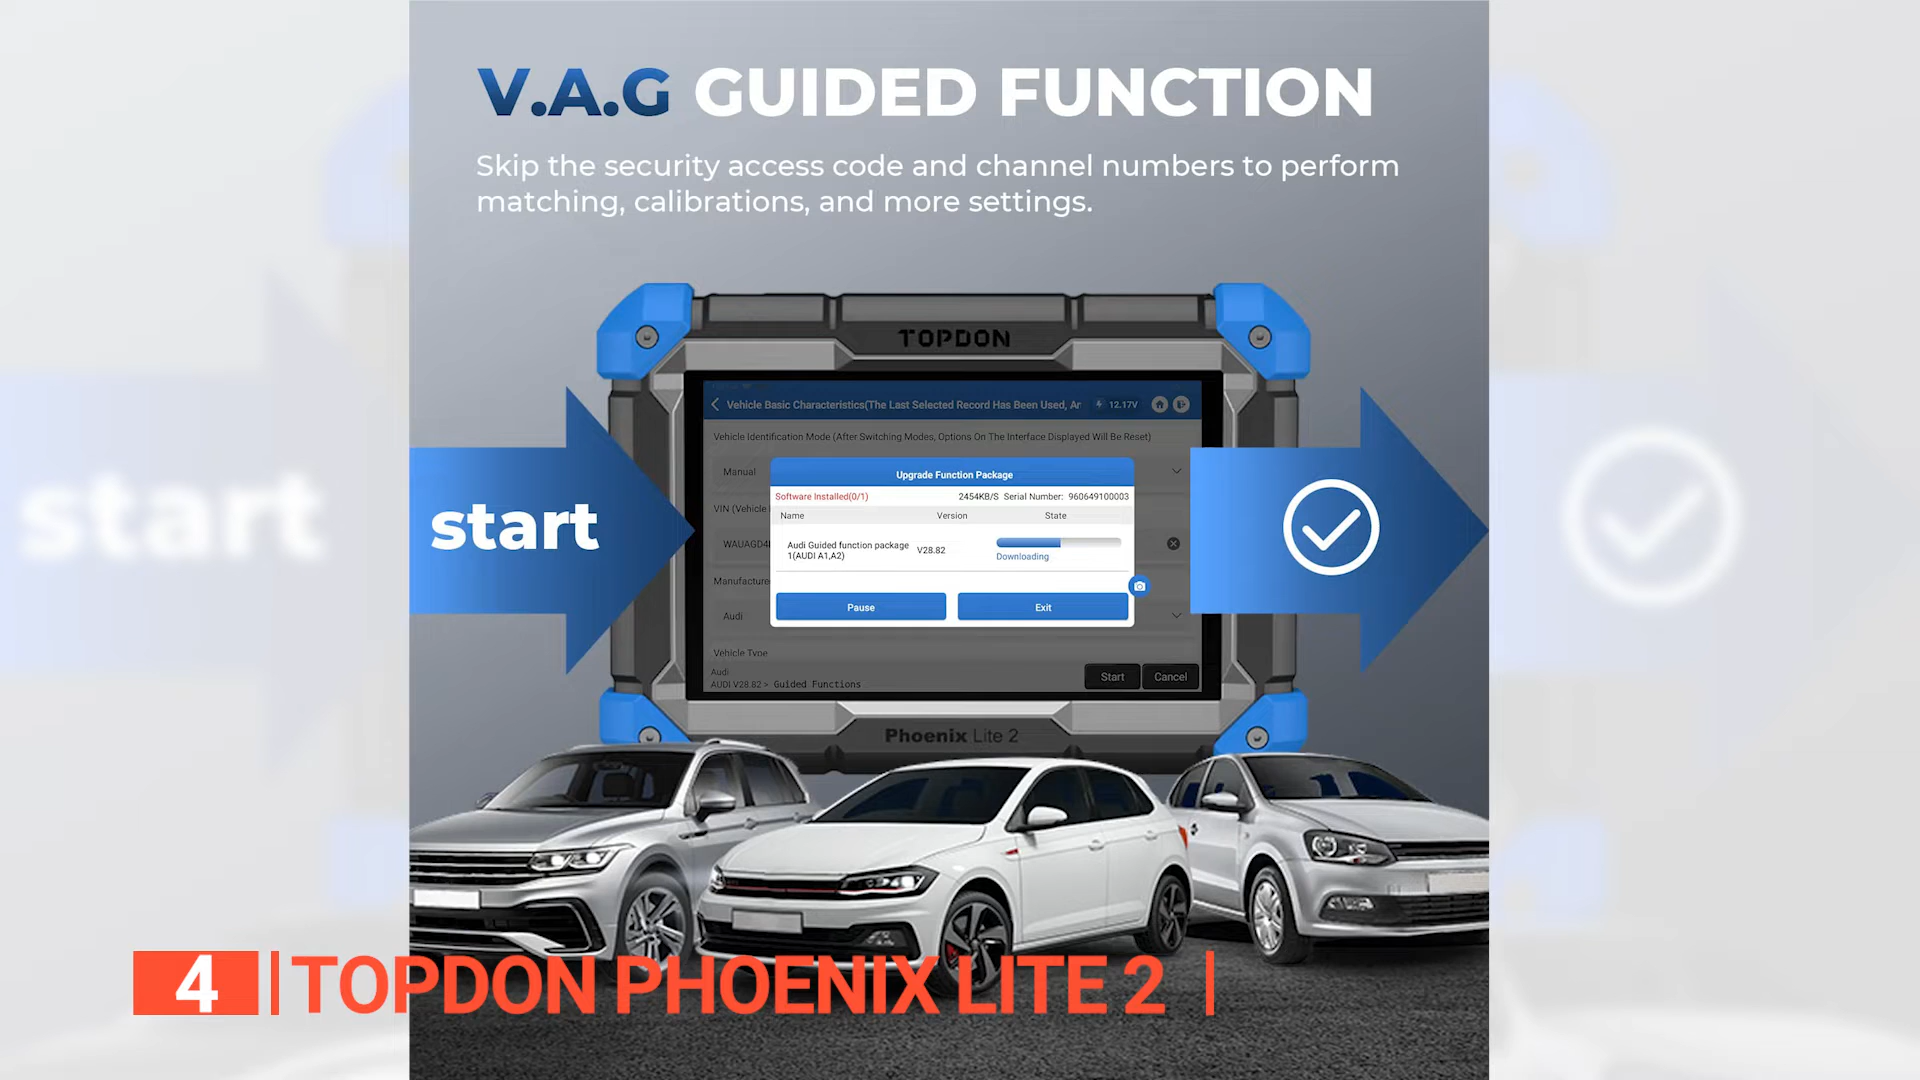 V.A.G GUIDED FUNCTION
Skip the security access code and channel numbers to perform
matching, calibrations, and more settings.
TOPDON
Vehicle Basic Characteristics(The Last Selected Record Has Been Used, Ar
12.17V
Vehicle Identification Mode (After Switching Modes, Options On The Interface Displayed Will Be Reset)
Manual
Upgrade Function Package
Software Installed(0/1) 2454KB/S Serial Number: 960649100003
Name Version State
VIN (Vehicle
Audi Guided function package
1(AUDI A1,A2)
V28.82
Downloading
WAUAGD4
Manufacture
Pause Exit
Audi
Vehicle Type
Audi
AUDI V28.82 > Guided Functions
Start Cancel
start
start
Phoenix Lite 2
4 TOPDON PHOENIX LITE 2